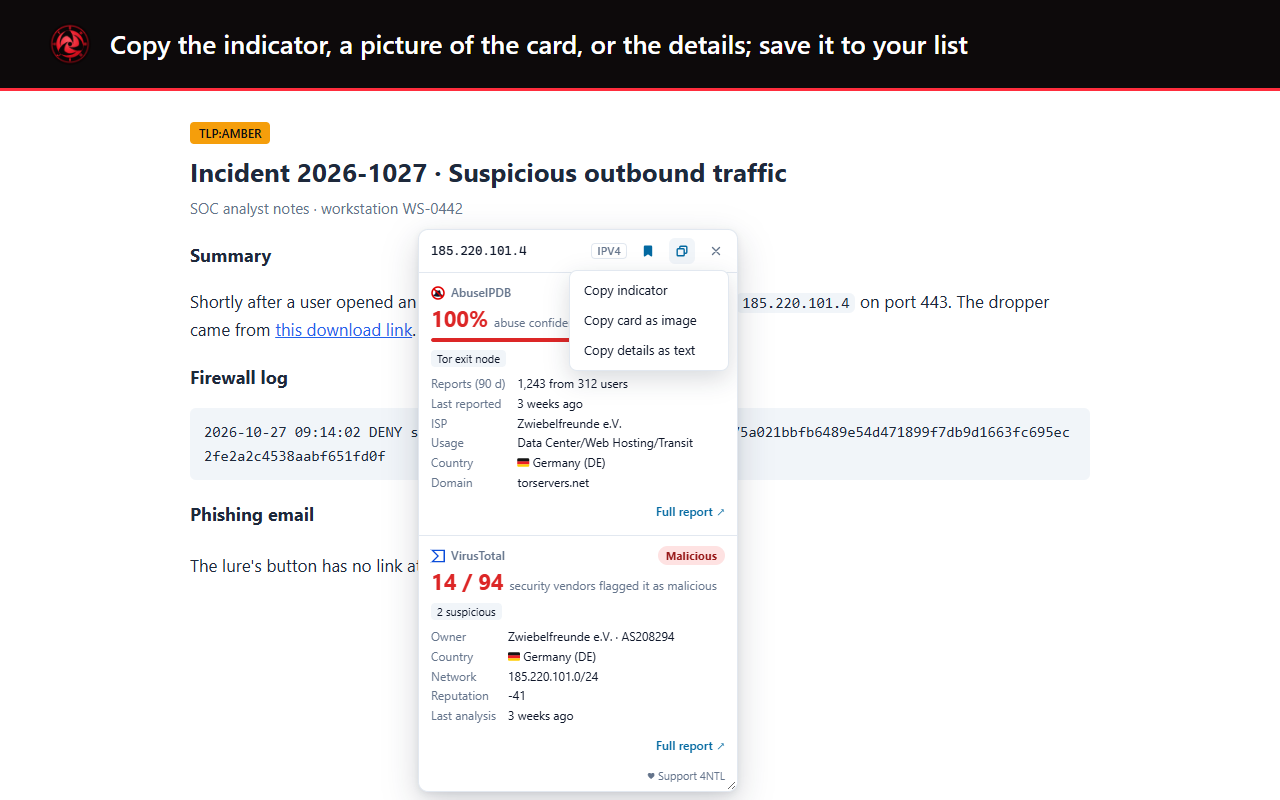 Copy the indicator, a picture of the card, or the details; save it to your list
TLP:AMBER
Incident 2026-1027 · Suspicious outbound traffic
SOC analyst notes · workstation WS-0442
Summary
Shortly after a user opened an
185.220.101.4 on port 443. The dropper
came from this download link.
Firewall log
2026-10-27 09:14:02 DENY s
5a021bbfb6489e54d471899f7db9d1663fc695ec
2fe2a2c4538aabf651fd0f
Phishing email
The lure's button has no link at
185.220.101.4 IPV4
Copy indicator
Copy card as image
Copy details as text
AbuseIPDB
100% abuse confide
Tor exit node
Reports (90 d) 1,243 from 312 users
Last reported 3 weeks ago
ISP Zwiebelfreunde e.V.
Usage Data Center/Web Hosting/Transit
Country Germany (DE)
Domain torservers.net
Full report ↗
VirusTotal Malicious
14 / 94 security vendors flagged it as malicious
2 suspicious
Owner Zwiebelfreunde e.V. · AS208294
Country Germany (DE)
Network 185.220.101.0/24
Reputation -41
Last analysis 3 weeks ago
Full report ↗
♥ Support 4NTL